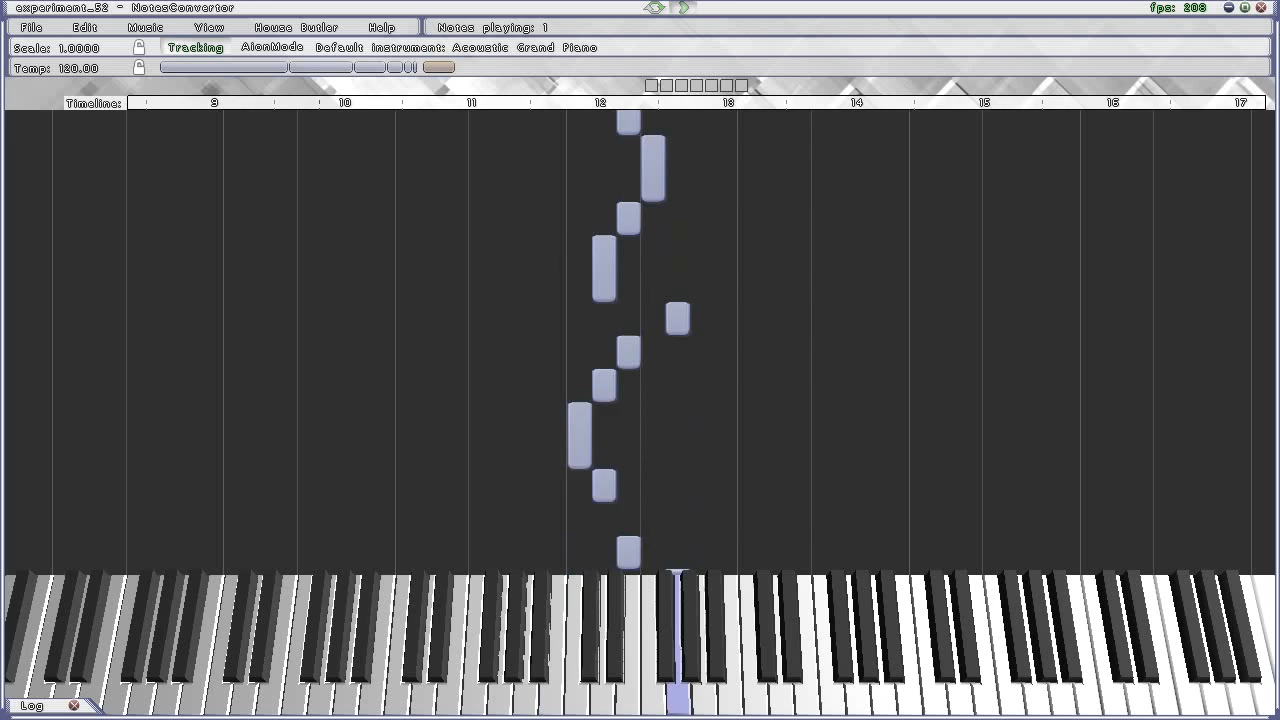 experiment_52 - NotesConvertor fps: 208
File Edit Music View House Butler Help Notes playing: 1
Scale: 1.0000 Tracking AionMode Default instrument: Acoustic Grand Piano
Temp: 120.00
Timeline: 9 10 11 12 13 14 15 16 17
Log